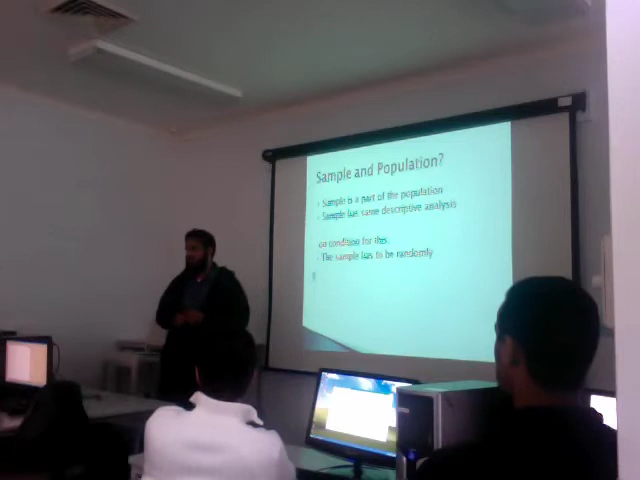 Sample and Population?
Sample is a part of the population
Sample has same descriptive analysis
on condition for this:
The sample has to be randomly